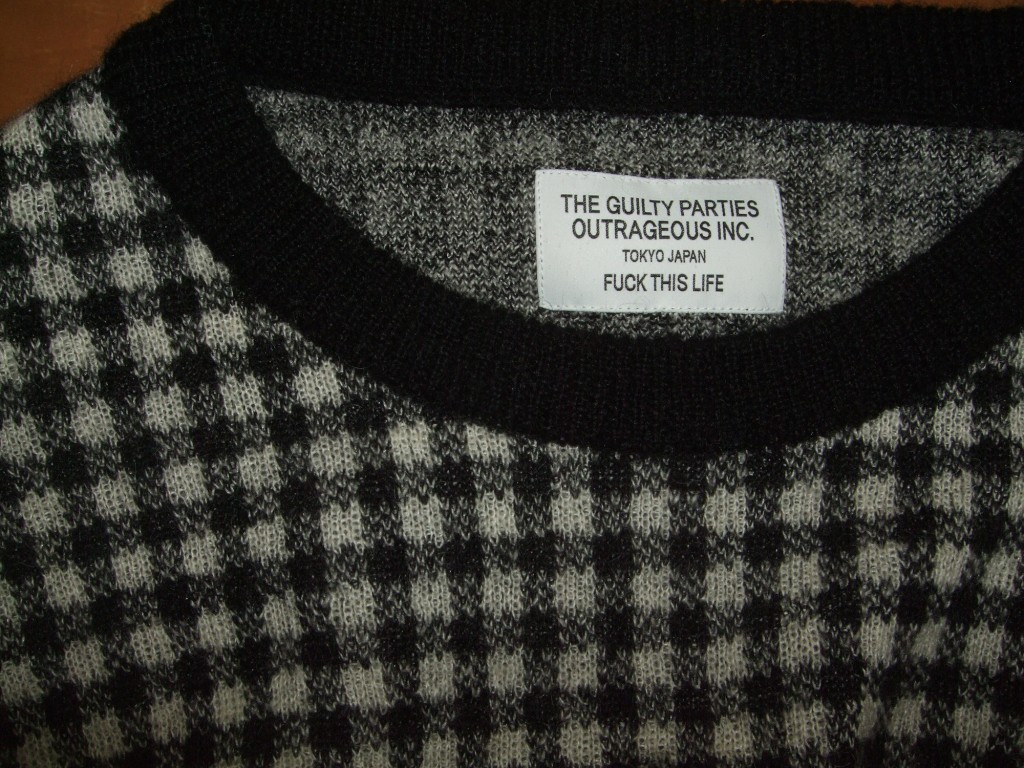 THE GUILTY PARTIES
OUTRAGEOUS INC.
TOKYO JAPAN
FUCK THIS LIFE